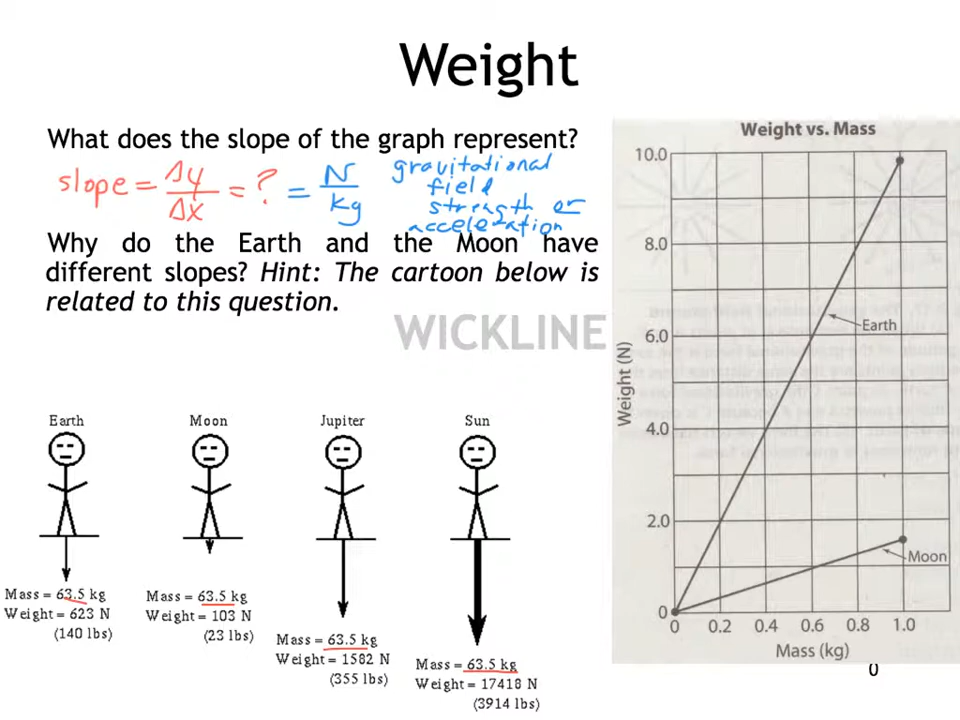 Weight
What does the slope of the graph represent?
slope = Δy/Δx = ? = N/kg gravitational
field
strength or
acceleration
Why do the Earth and the Moon have
different slopes? Hint: The cartoon below is
related to this question.
WICKLINE
Earth
Mass = 63.5 kg
Weight = 623 N
(140 lbs)
Moon
Mass = 63.5 kg
Weight = 103 N
(23 lbs)
Jupiter
Mass = 63.5 kg
Weight = 1582 N
(355 lbs)
Sun
Mass = 63.5 kg
Weight = 17418 N
(3914 lbs)
Weight vs. Mass
10.0
8.0
6.0
4.0
2.0
0
Weight (N)
Earth
Moon
0 0.2 0.4 0.6 0.8 1.0
Mass (kg)
0